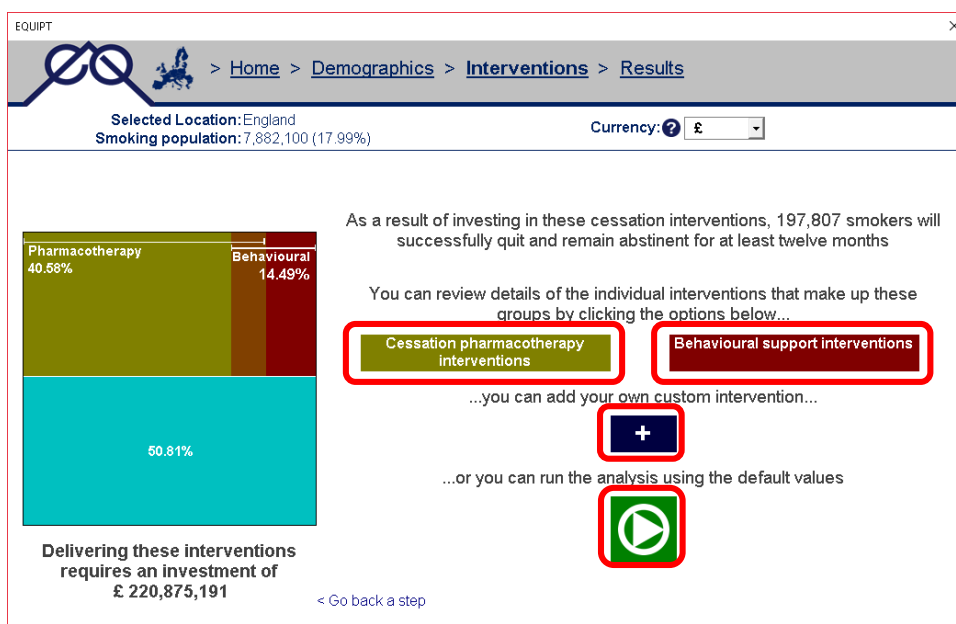 EQUIPT
> Home > Demographics > Interventions > Results
Selected Location: England
Smoking population: 7,882,100 (17.99%)
Currency: ? £
As a result of investing in these cessation interventions, 197,807 smokers will
successfully quit and remain abstinent for at least twelve months
Pharmacotherapy
40.58%
Behavioural
14.49%
50.81%
You can review details of the individual interventions that make up these
groups by clicking the options below...
Cessation pharmacotherapy
interventions
Behavioural support interventions
...you can add your own custom intervention...
+
...or you can run the analysis using the default values
Delivering these interventions
requires an investment of
£ 220,875,191
< Go back a step